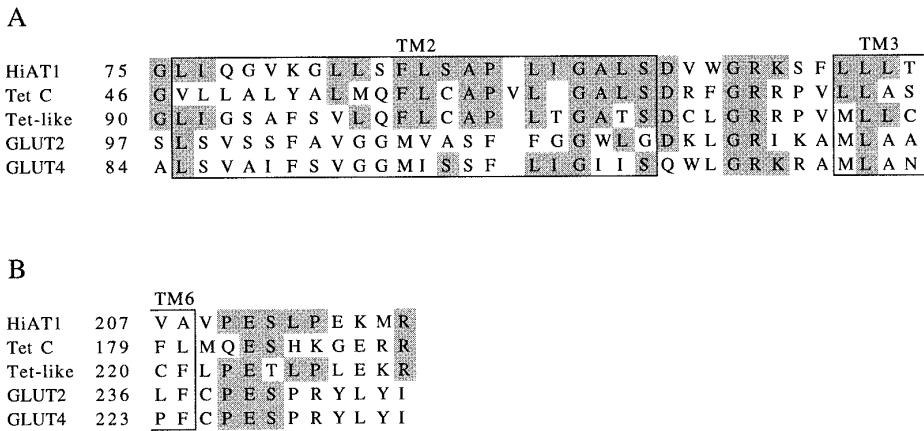 A
TM2 TM3
HiAT1 75 G L I Q G V K G L L S F L S A P L I G A L S D V W G R K S F L L L T
Tet C 46 G V L L A L Y A L M Q F L C A P V L G A L S D R F G R R P V L L A S
Tet-like 90 G L I G S A F S V L Q F L C A P L T G A T S D C L G R R P V M L L C
GLUT2 97 S L S V S S F A V G G M V A S F F G G W L G D K L G R I K A M L A A
GLUT4 84 A L S V A I F S V G G M I S S F L I G I I S Q W L G R K R A M L A N
B
TM6
HiAT1 207 V A V P E S L P E K M R
Tet C 179 F L M Q E S H K G E R R
Tet-like 220 C F L P E T L P L E K R
GLUT2 236 L F C P E S P R Y L Y I
GLUT4 223 P F C P E S P R Y L Y I